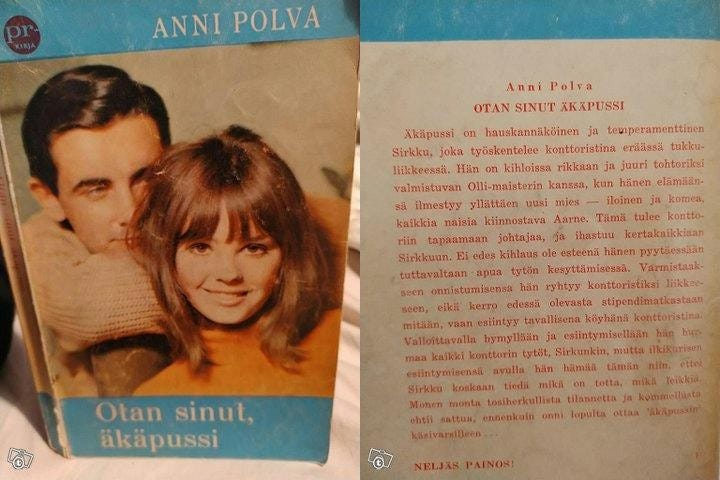 pr-
KIRJA
ANNI POLVA
Otan sinut,
äkäpussi
Anni Polva
OTAN SINUT ÄKÄPUSSI
Äkäpussi on hauskannäköinen ja temperamenttinen
Sirkku, joka työskentelee konttoristina eräässä tukku-
liikkeessä. Hän on kihloissa rikkaan ja juuri tohtoriksi
valmistuvan Olli-maisterin kanssa, kun hänen elämään-
sä ilmestyy yllättäen uusi mies — iloinen ja komea,
kaikkia naisia kiinnostava Aarne. Tämä tulee kontto-
riin tapaamaan johtajaa, ja ihastuu kertakaikkiaan
Sirkkuun. Ei edes kihlaus ole esteenä hänen pyytäessään
tuttavaltaan apua tytön kesyttämisessä. Varmistaak-
seen onnistumisensa hän ryhtyy konttoristiksi liikkee-
seen, eikä kerro edessä olevasta stipendimatkastaan
mitään, vaan esiintyy tavallisena köyhänä konttoristina.
Valloittavalla hymyllään ja esiintymisellään hän hur-
maa kaikki konttorin tytöt, Sirkunkin, mutta ilkikurisen
esiintymisensä avulla hän hämää tämän niin, ettei
Sirkku koskaan tiedä mikä on totta, mikä leikkiä.
Monen monta tosiherkullista tilannetta ja kommellusta
ehtii sattua, ennenkuin onni lopulta ottaa 'äkäpussin'
käsivarsilleen...
NELJÄS PAINOS!